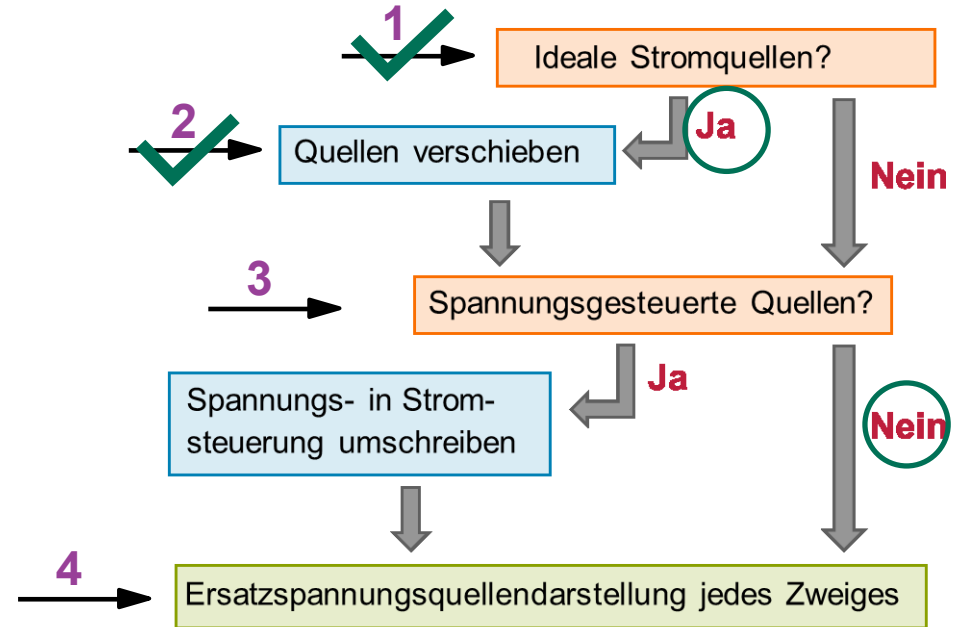 1
Ideale Stromquellen?
Ja
2
Quellen verschieben
Nein
3
Spannungsgesteuerte Quellen?
Ja
Spannungs- in Strom-
steuerung umschreiben
Nein
4
Ersatzspannungsquellendarstellung jedes Zweiges